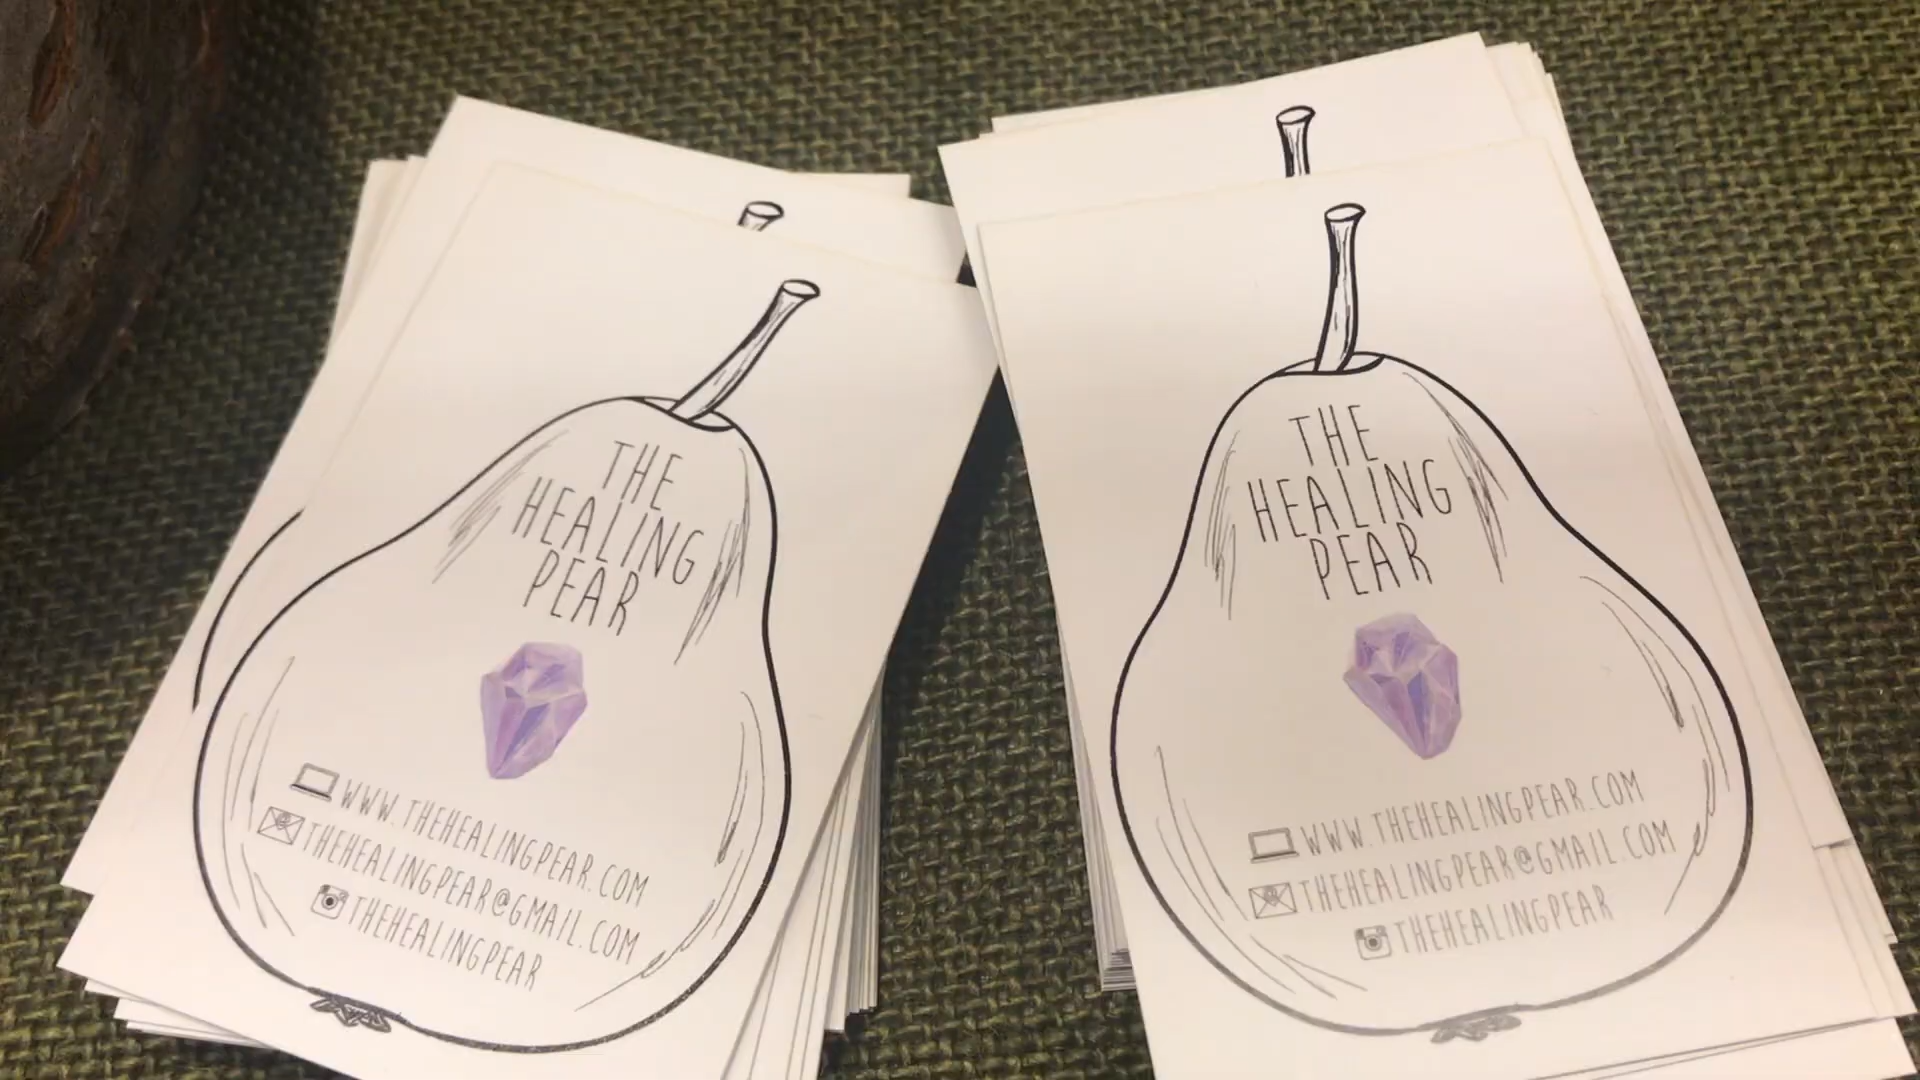 THE
HEALING
PEAR
WWW.THEHEALINGPEAR.COM
THEHEALINGPEAR@GMAIL.COM
THEHEALINGPEAR
THE
HEALING
PEAR
WWW.THEHEALINGPEAR.COM
THEHEALINGPEAR@GMAIL.COM
THEHEALINGPEAR